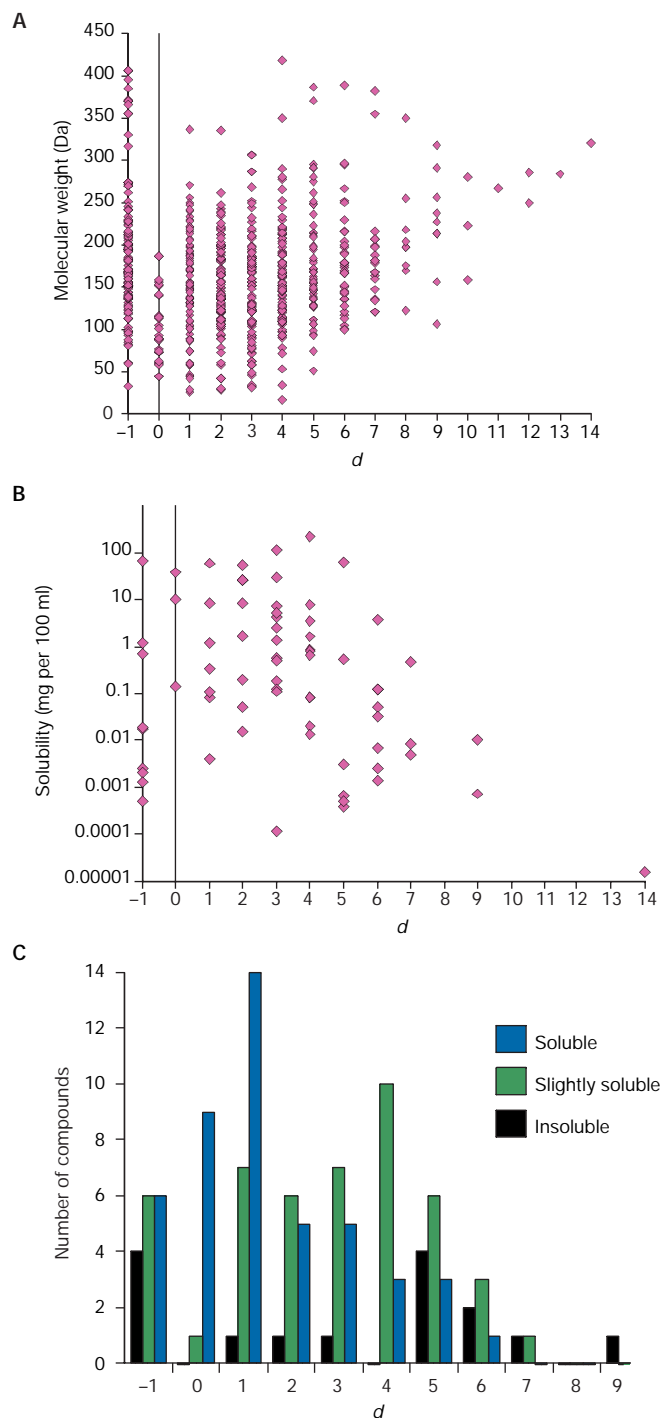 A
450
400
350
300
250
200
150
100
50
0
Molecular weight (Da)
–1 0 1 2 3 4 5 6 7 8 9 10 11 12 13 14
d
B
100
10
1
0.1
0.01
0.001
0.0001
0.00001
Solubility (mg per 100 ml)
–1 0 1 2 3 4 5 6 7 8 9 10 11 12 13 14
d
C
14
12
10
8
6
4
2
0
Number of compounds
Soluble
Slightly soluble
Insoluble
–1 0 1 2 3 4 5 6 7 8 9
d